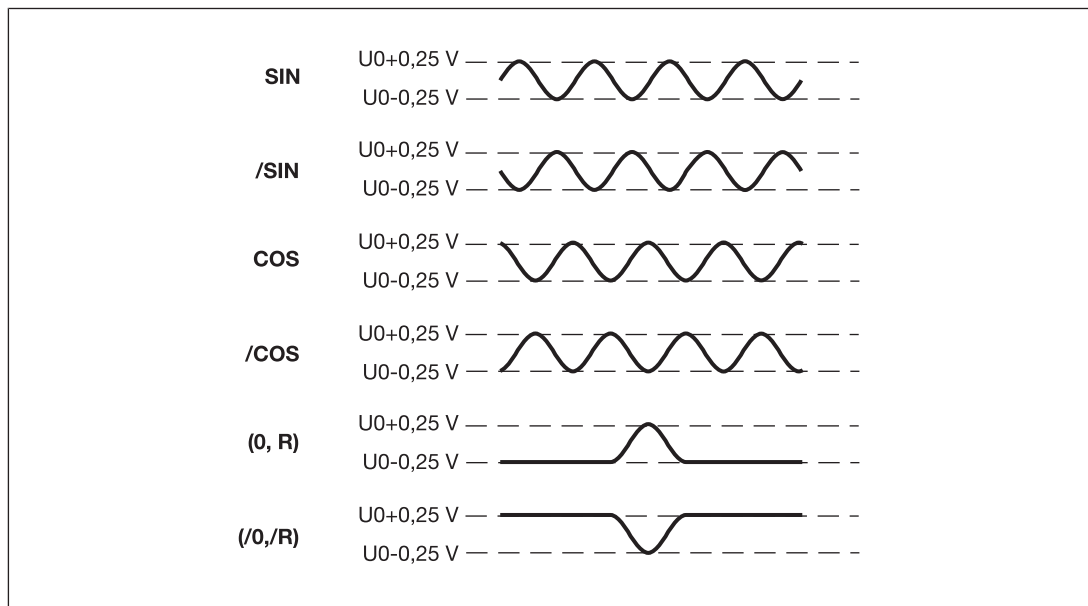 U0+0,25 V
SIN
U0-0,25 V
U0+0,25 V
/SIN
U0-0,25 V
U0+0,25 V
COS
U0-0,25 V
U0+0,25 V
/COS
U0-0,25 V
U0+0,25 V
(0, R)
U0-0,25 V
U0+0,25 V
(/0,/R)
U0-0,25 V